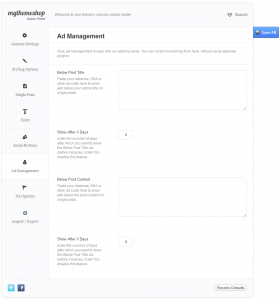 mythemeshop
Options Panel
Welcome to your theme's mission control center.
Support
Save All
General Settings
Styling Options
Single Posts
Fonts
Social Buttons
Ad Management
Navigation
Import / Export
Ad Management
Now, ad management is easy with our options panel. You can control everything from here, without using separate plugins.
Below Post Title
Paste your Adsense, BSA or
other ad code here to show
ads below your article title on
single posts.
Show After X Days
Enter the number of days
after which you want to show
the Below Post Title Ad.
Enter 0 to
disable this feature.
Below Post Content
Paste your Adsense, BSA or
other ad code here to show
ads below the post content
on single posts.
Show After X Days
Enter the number of days
after which you want to show
the Below Post Title Ad.
Enter 0 to
disable this feature.
Reset to Defaults